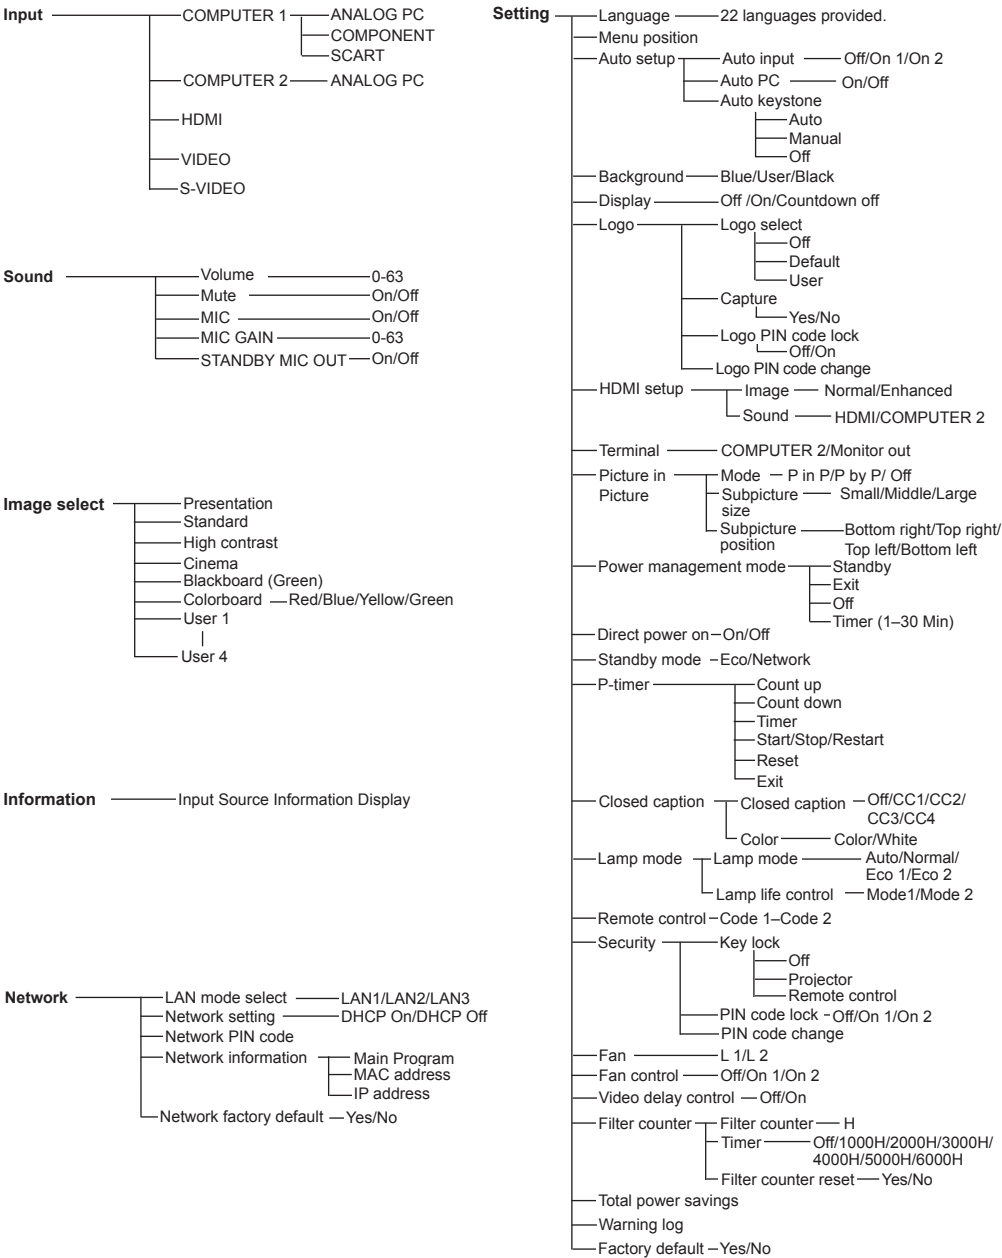 Input
COMPUTER 1 ANALOG PC
COMPONENT
SCART
COMPUTER 2 ANALOG PC
HDMI
VIDEO
S-VIDEO
Sound
Volume 0-63
Mute On/Off
MIC On/Off
MIC GAIN 0-63
STANDBY MIC OUT On/Off
Image select
Presentation
Standard
High contrast
Cinema
Blackboard (Green)
Colorboard Red/Blue/Yellow/Green
User 1
User 4
Information Input Source Information Display
Network
LAN mode select LAN1/LAN2/LAN3
Network setting DHCP On/DHCP Off
Network PIN code
Network information Main Program
MAC address
IP address
Network factory default Yes/No
Setting
Language 22 languages provided.
Menu position
Auto setup Auto input Off/On 1/On 2
Auto PC On/Off
Auto keystone
Auto
Manual
Off
Background Blue/User/Black
Display Off /On/Countdown off
Logo Logo select
Off
Default
User
Capture
Yes/No
Logo PIN code lock
Off/On
Logo PIN code change
HDMI setup Image Normal/Enhanced
Sound HDMI/COMPUTER 2
Terminal COMPUTER 2/Monitor out
Picture in Mode P in P/P by P/ Off
Picture Subpicture Small/Middle/Large
size
Subpicture Bottom right/Top right/
position Top left/Bottom left
Power management mode Standby
Exit
Off
Timer (1–30 Min)
Direct power on On/Off
Standby mode Eco/Network
P-timer Count up
Count down
Timer
Start/Stop/Restart
Reset
Exit
Closed caption Closed caption Off/CC1/CC2/
CC3/CC4
Color Color/White
Lamp mode Lamp mode Auto/Normal/
Eco 1/Eco 2
Lamp life control Mode1/Mode 2
Remote control Code 1–Code 2
Security Key lock
Off
Projector
Remote control
PIN code lock Off/On 1/On 2
PIN code change
Fan L 1/L 2
Fan control Off/On 1/On 2
Video delay control Off/On
Filter counter Filter counter H
Timer Off/1000H/2000H/3000H/
4000H/5000H/6000H
Filter counter reset Yes/No
Total power savings
Warning log
Factory default Yes/No